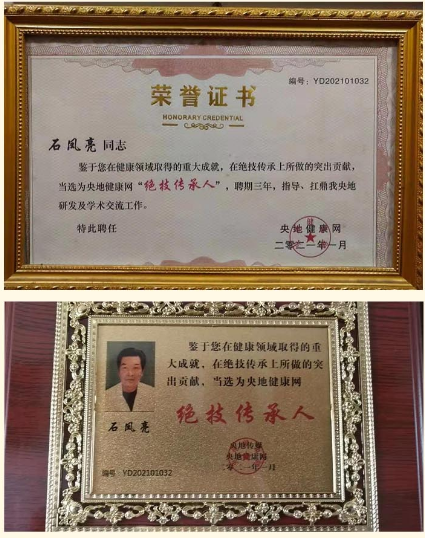 编号：YD202101032
荣誉证书
HONORARY CREDENTIAL
石凤亮 同志
鉴于您在健康领域取得的重大成就，在绝技传承上所做的突出贡献，
当选为央地健康网“绝技传承人”，聘期三年，指导、扛鼎我央地
研发及学术交流工作。
特此聘任
央地健康网
二零二一年一月
鉴于您在健康领域取得的重
大成就，在绝技传承上所做的突
出贡献，当选为央地健康网
绝技传承人
石凤亮
央地传媒
编号：YD202101032